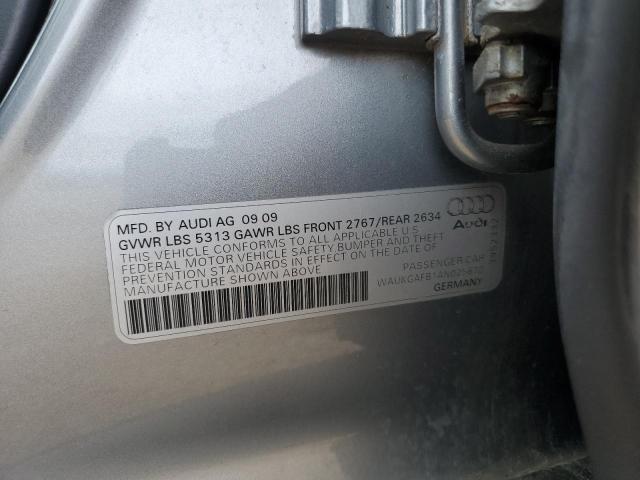 MFD. BY AUDI AG 09 09
GVWR LBS 5313 GAWR LBS FRONT 2767/REAR 2634
THIS VEHICLE CONFORMS TO ALL APPLICABLE U.S.
FEDERAL MOTOR VEHICLE SAFETY BUMPER AND THEFT
PREVENTION STANDARDS IN EFFECT ON THE DATE OF
MANUFACTURE SHOWN ABOVE
Audi
PASSENGER CAR
GERMANY